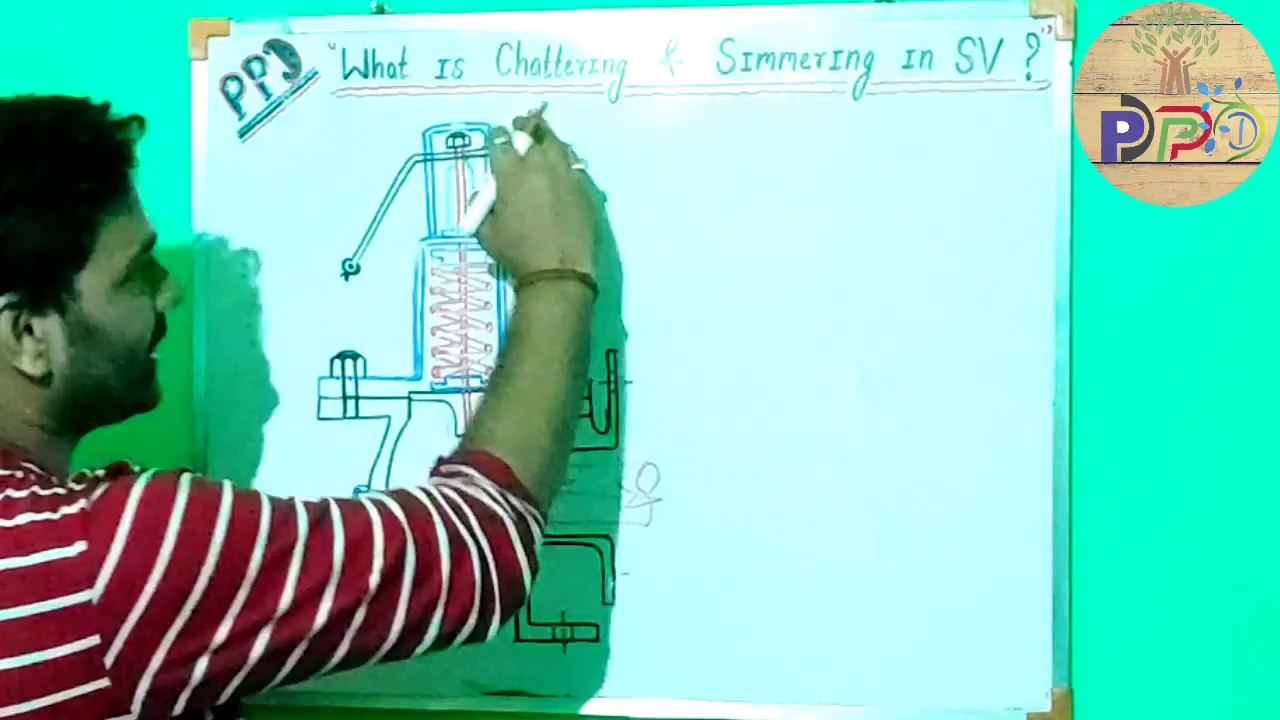 PPD "What Is Chattering & Simmering in SV ?"
PPD